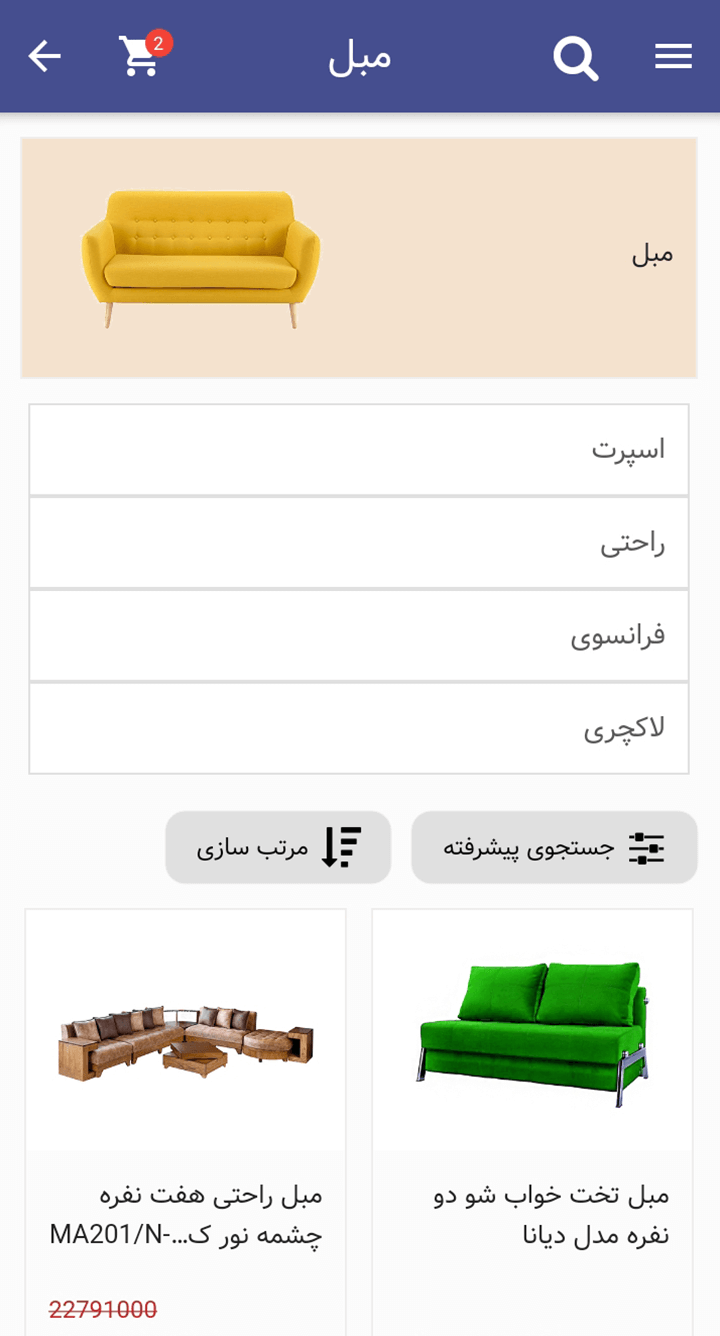 مبل
2
مبل
اسپرت
راحتی
فرانسوی
لاکچری
جستجوی پیشرفته
مرتب سازی
مبل تخت خواب شو دو
نفره مدل دیانا
مبل راحتی هفت نفره
چشمه نور ک...-MA201/N
22791000